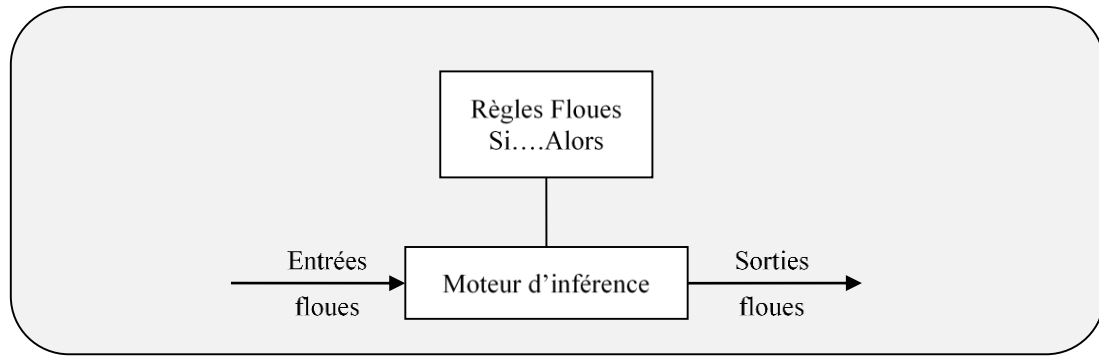 Règles Floues
Si....Alors
Entrées
floues
Moteur d’inférence
Sorties
floues